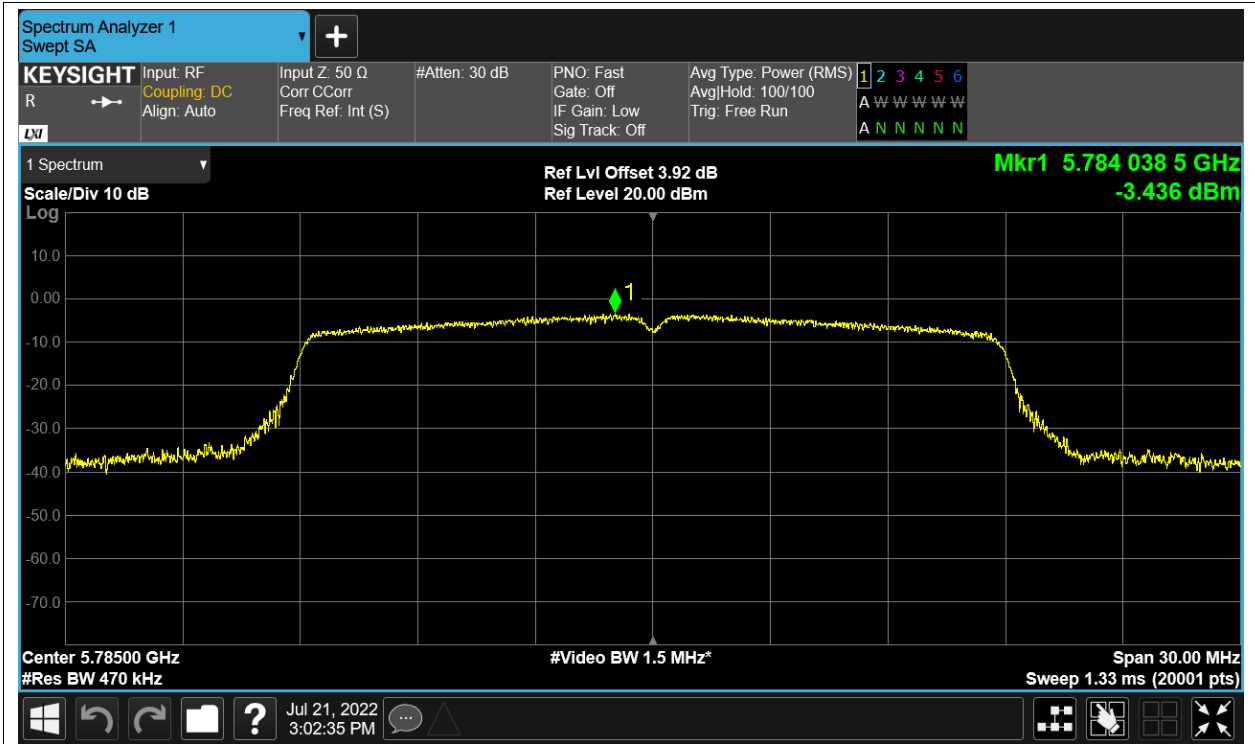 Spectrum Analyzer 1
Swept SA
KEYSIGHT
R
LXI
Input: RF
Coupling: DC
Align: Auto
Input Z: 50 Ω
Corr CCorr
Freq Ref: Int (S)
#Atten: 30 dB
PNO: Fast
Gate: Off
IF Gain: Low
Sig Track: Off
Avg Type: Power (RMS)
Avg|Hold: 100/100
Trig: Free Run
1 2 3 4 5 6
A W W W W W
A N N N N N
1 Spectrum
Scale/Div 10 dB
Ref Lvl Offset 3.92 dB
Ref Level 20.00 dBm
Mkr1 5.784 038 5 GHz
-3.436 dBm
Log
10.0
0.00
-10.0
-20.0
-30.0
-40.0
-50.0
-60.0
-70.0
1
Center 5.78500 GHz
#Res BW 470 kHz
#Video BW 1.5 MHz*
Span 30.00 MHz
Sweep 1.33 ms (20001 pts)
?
Jul 21, 2022
3:02:35 PM